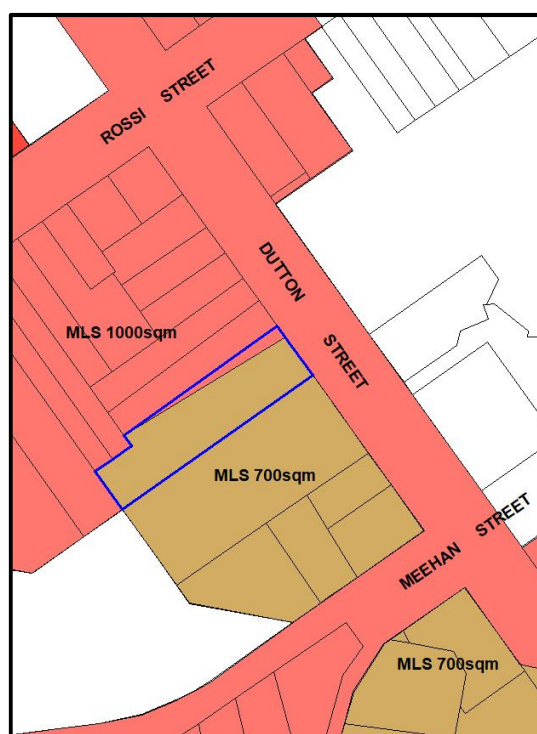 ROSSI STREET
DUTTON STREET
MLS 1000sqm
MLS 700sqm
MEEHAN STREET
MLS 700sqm